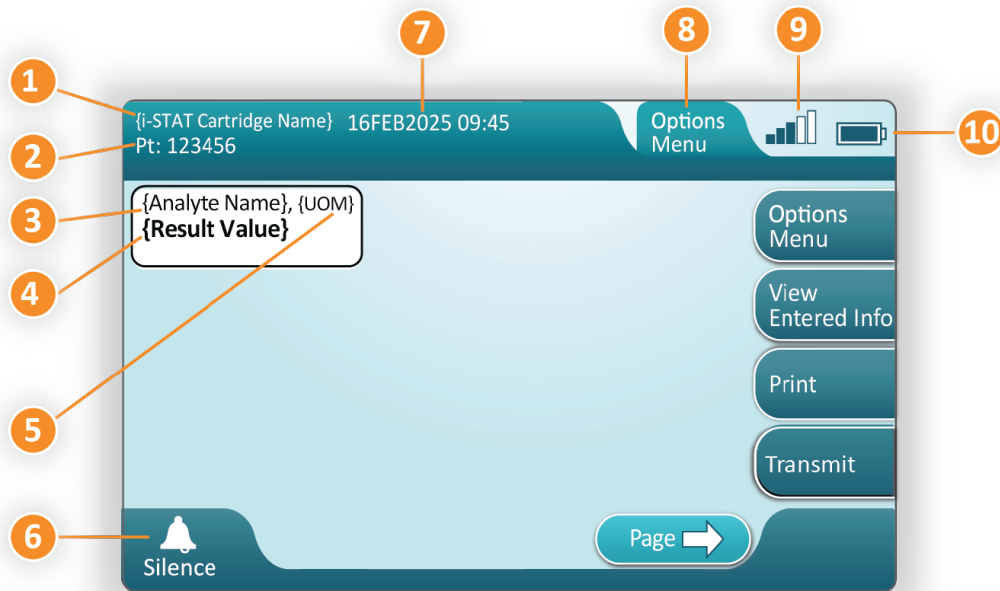 7
8
9
1
{i-STAT Cartridge Name} 16FEB2025 09:45
Options
Menu
10
2
Pt: 123456
3
{Analyte Name}, {UOM}
{Result Value}
4
5
Options
Menu
View
Entered Info
Print
Transmit
6
Silence
Page